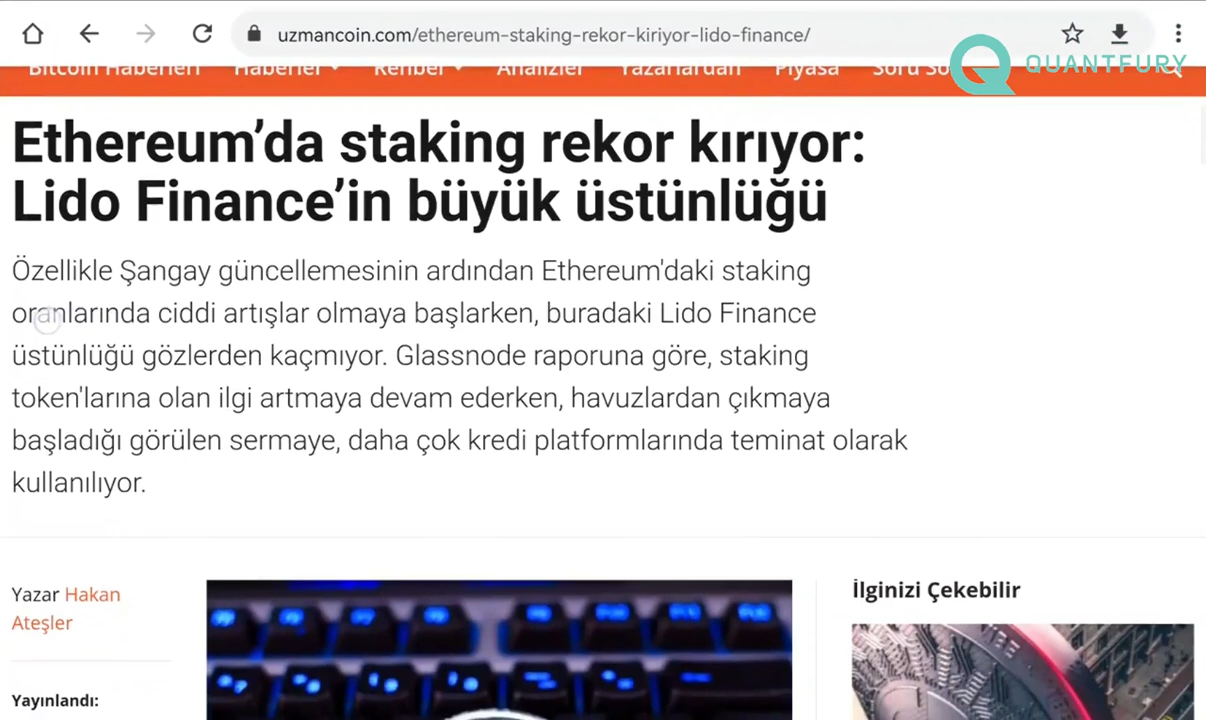 uzmancoin.com/ethereum-staking-rekor-kiriyor-lido-finance/
QUANTFURY
Bitcoin Haberleri Haberler Rehber Analizler Yazarlardan Piyasa Soru So
Ethereum’da staking rekor kırıyor:
Lido Finance’in büyük üstünlüğü
Özellikle Şangay güncellemesinin ardından Ethereum'daki staking
oranlarında ciddi artışlar olmaya başlarken, buradaki Lido Finance
üstünlüğü gözlerden kaçmıyor. Glassnode raporuna göre, staking
token'larına olan ilgi artmaya devam ederken, havuzlardan çıkmaya
başladığı görülen sermaye, daha çok kredi platformlarında teminat olarak
kullanılıyor.
Yazar Hakan
Ateşler
Yayınlandı:
İlginizi Çekebilir